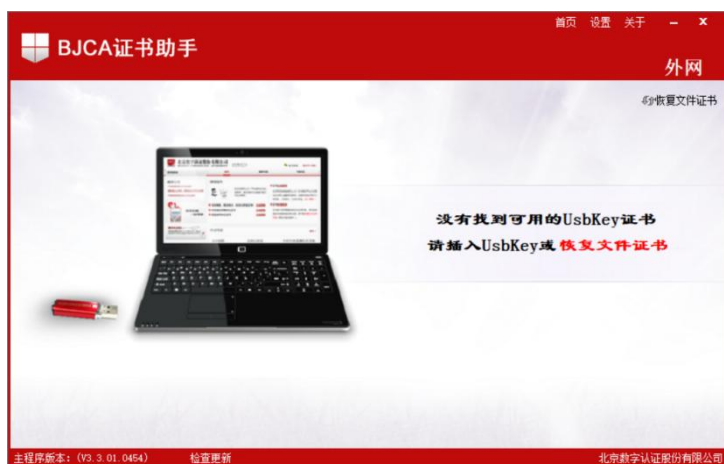 首页 设置 关于
BJCA证书助手
外网
恢复文件证书
没有找到可用的UsbKey证书
请插入UsbKey或恢复文件证书
主程序版本：(V3.3.01.0454) 检查更新 北京数字认证股份有限公司